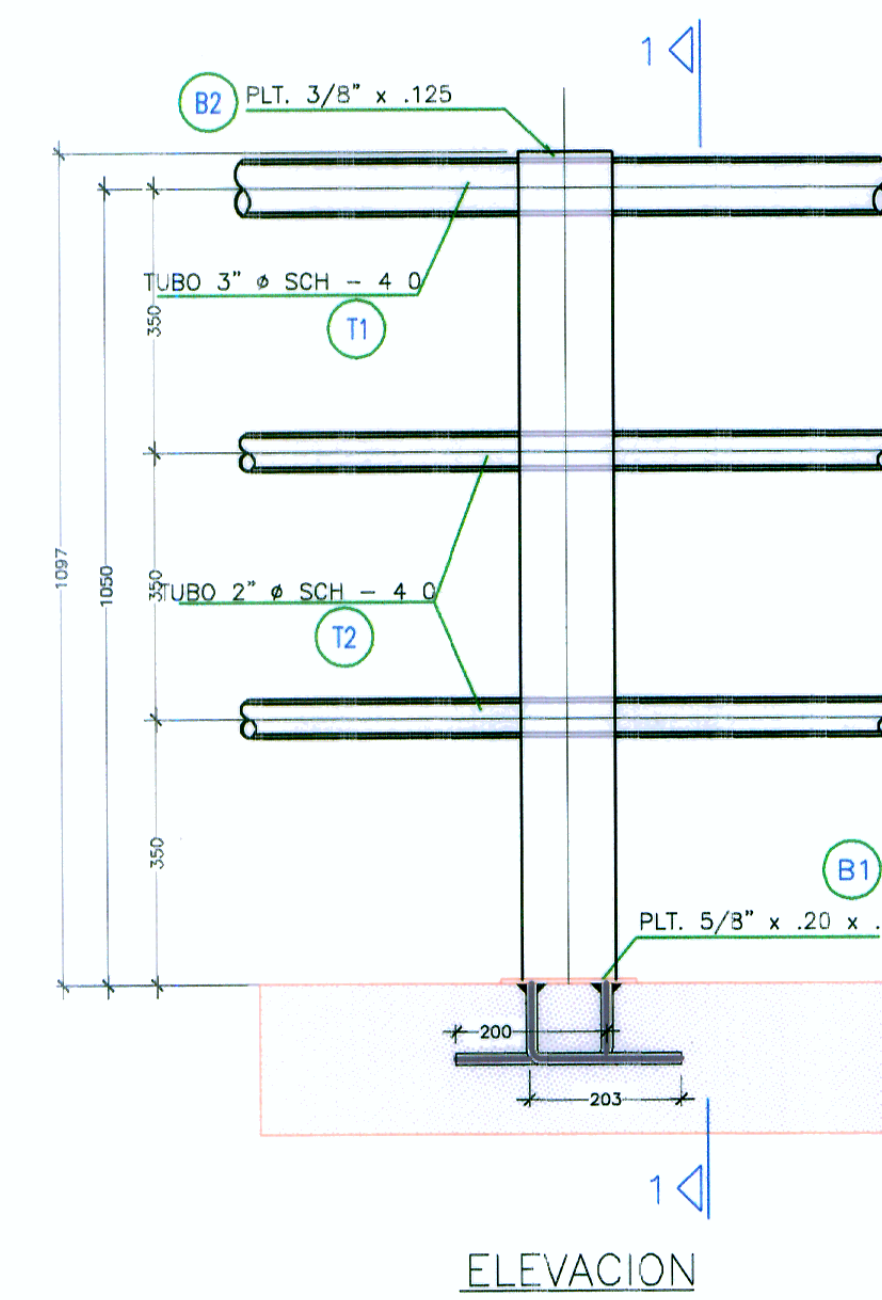 1
B2 PLT. 3/8” x .125
TUBO 3” ø SCH – 4 0
T1
350
1097
1050
350
TUBO 2” ø SCH – 4 0
T2
350
B1
PLT. 5/8” x .20 x .
200
203
1
ELEVACION